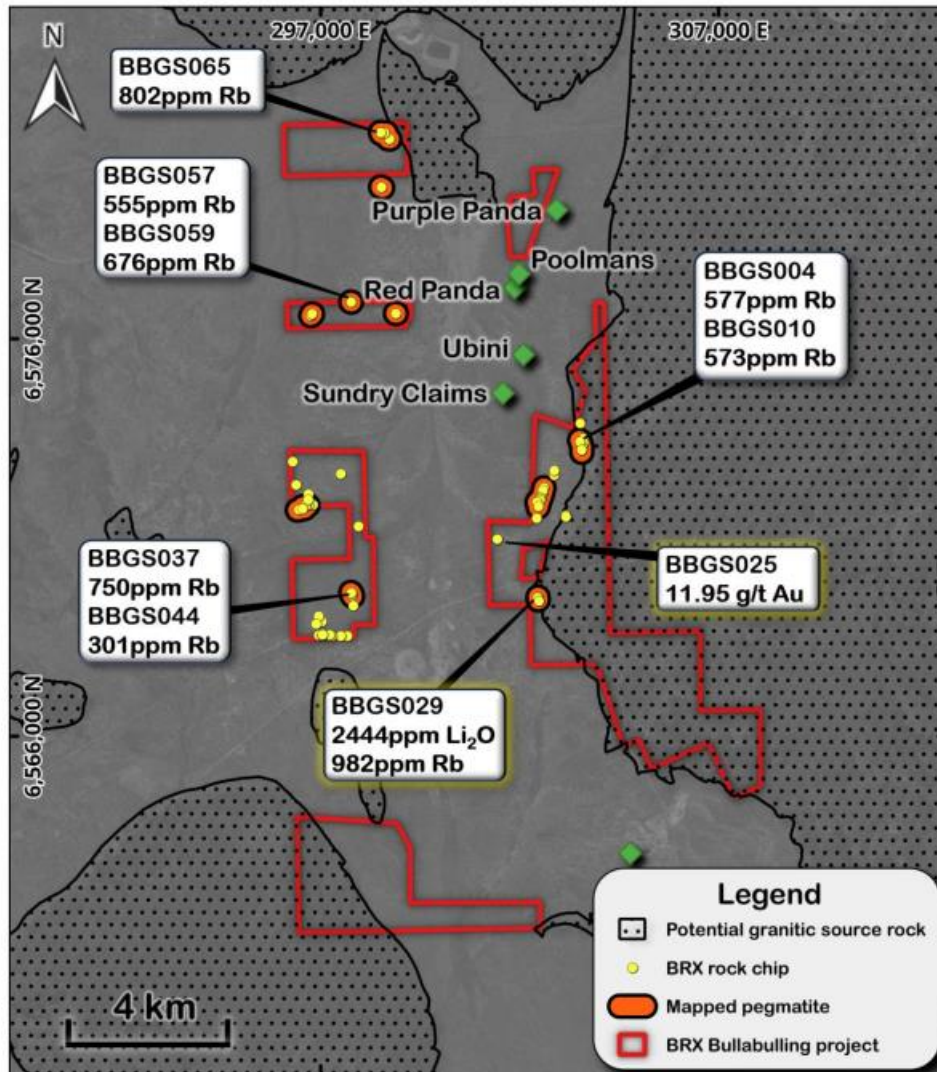 297,000 E
307,000 E
N
BBGS065
802ppm Rb
BBGS057
555ppm Rb
BBGS059
676ppm Rb
Purple Panda
Poolmans
Red Panda
BBGS004
577ppm Rb
BBGS010
573ppm Rb
6,576,000 N
Ubini
Sundry Claims
BBGS037
750ppm Rb
BBGS044
301ppm Rb
BBGS025
11.95 g/t Au
BBGS029
2444ppm Li₂O
982ppm Rb
6,566,000 N
4 km
Legend
Potential granitic source rock
BRX rock chip
Mapped pegmatite
BRX Bullabulling project